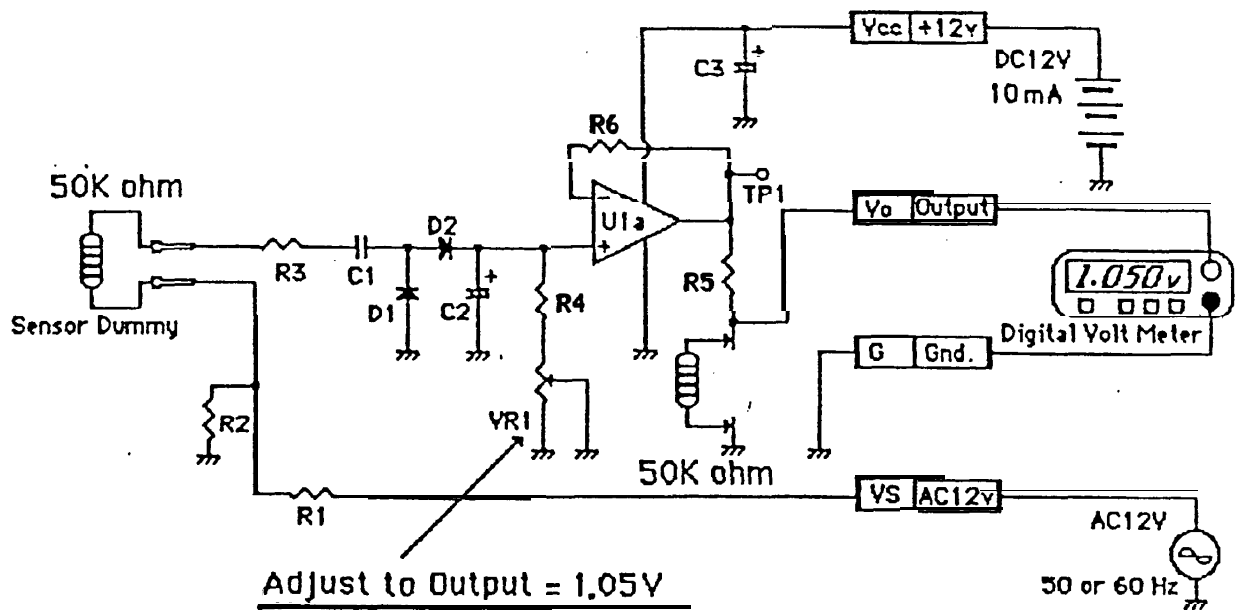 Vcc +12v
DC12V
10mA
C3
+
R6
TP1
50K ohm
U1a
Vo Output
1.050v
D2
R3
C1
D1
C2
+
R4
R5
Sensor Dummy
Digital Volt Meter
G Gnd.
R2
VR1
50K ohm
VS AC12v
R1
AC12V
Adjust to Output = 1.05V
50 or 60 Hz